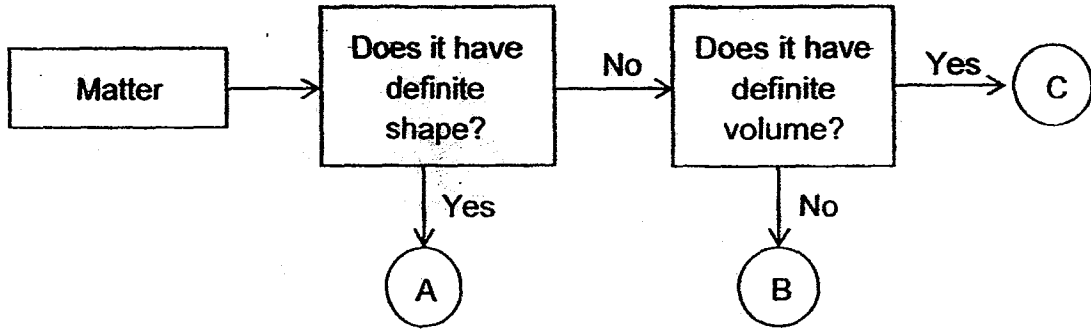 Matter
Does it have
definite
shape?
No
Does it have
definite
volume?
Yes
C
Yes
A
No
B